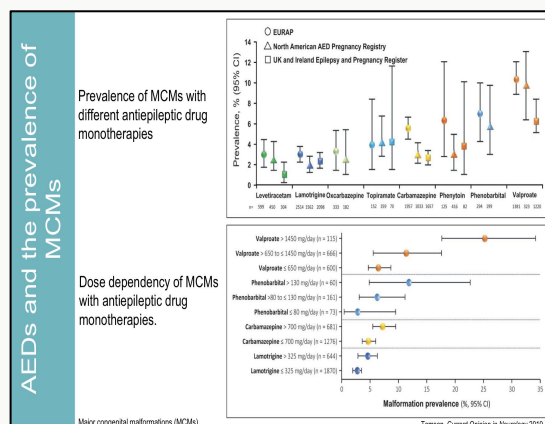 AEDs and the prevalence of
MCMs
Prevalence of MCMs with
different antiepileptic drug
monotherapies
Dose dependency of MCMs
with antiepileptic drug
monotherapies.
Major congenital malformations (MCMs)
EURAP
North American AED Pregnancy Registry
UK and Ireland Epilepsy and Pregnancy Register
Prevalence, % (95% CI)
14
12
10
8
6
4
2
0
Levetiracetam Lamotrigine Oxcarbazepine Topiramate Carbamazepine Phenytoin Phenobarbital Valproate
n= 599 450 304 2514 1562 2098 333 182 152 359 70 1957 1033 1657 125 416 82 294 199 1381 323 1220
Valproate > 1450 mg/day (n = 115)
Valproate > 650 to ≤ 1450 mg/day (n = 666)
Valproate ≤ 650 mg/day (n = 600)
Phenobarbital > 130 mg/day (n = 60)
Phenobarbital >80 to ≤ 130 mg/day (n = 161)
Phenobarbital ≤ 80 mg/day (n = 73)
Carbamazepine > 700 mg/day (n = 681)
Carbamazepine ≤ 700 mg/day (n = 1276)
Lamotrigine > 325 mg/day (n = 644)
Lamotrigine ≤ 325 mg/day (n = 1870)
0 5 10 15 20 25 30 35
Malformation prevalence (%, 95% CI)
Tomson, Current Opinion in Neurology 2019